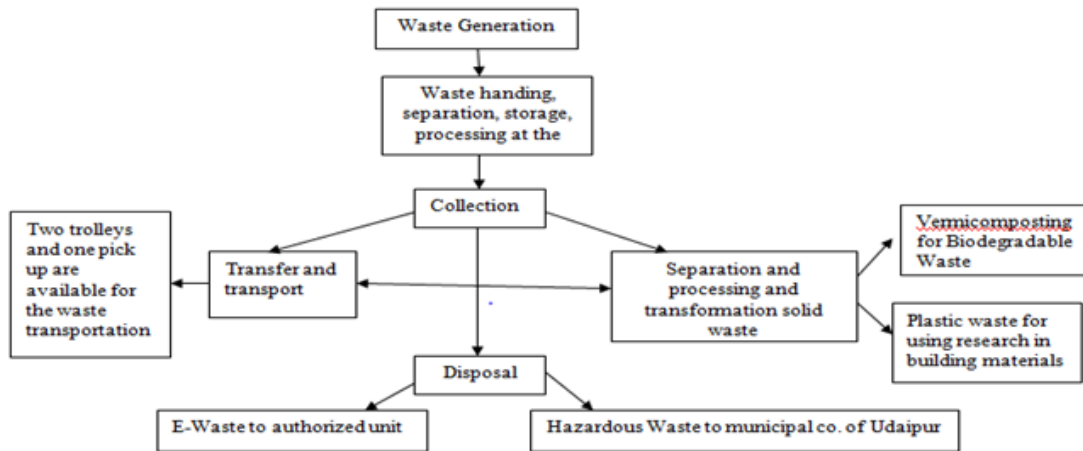 Waste Generation
Waste handing,
separation, storage,
processing at the
Collection
Two trolleys
and one pick
up are
available for
the waste
transportation
Transfer and
transport
Separation and
processing and
transformation solid
waste
Vermicomposting
for Biodegradable
Waste
Plastic waste for
using research in
building materials
Disposal
E-Waste to authorized unit
Hazardous Waste to municipal co. of Udaipur